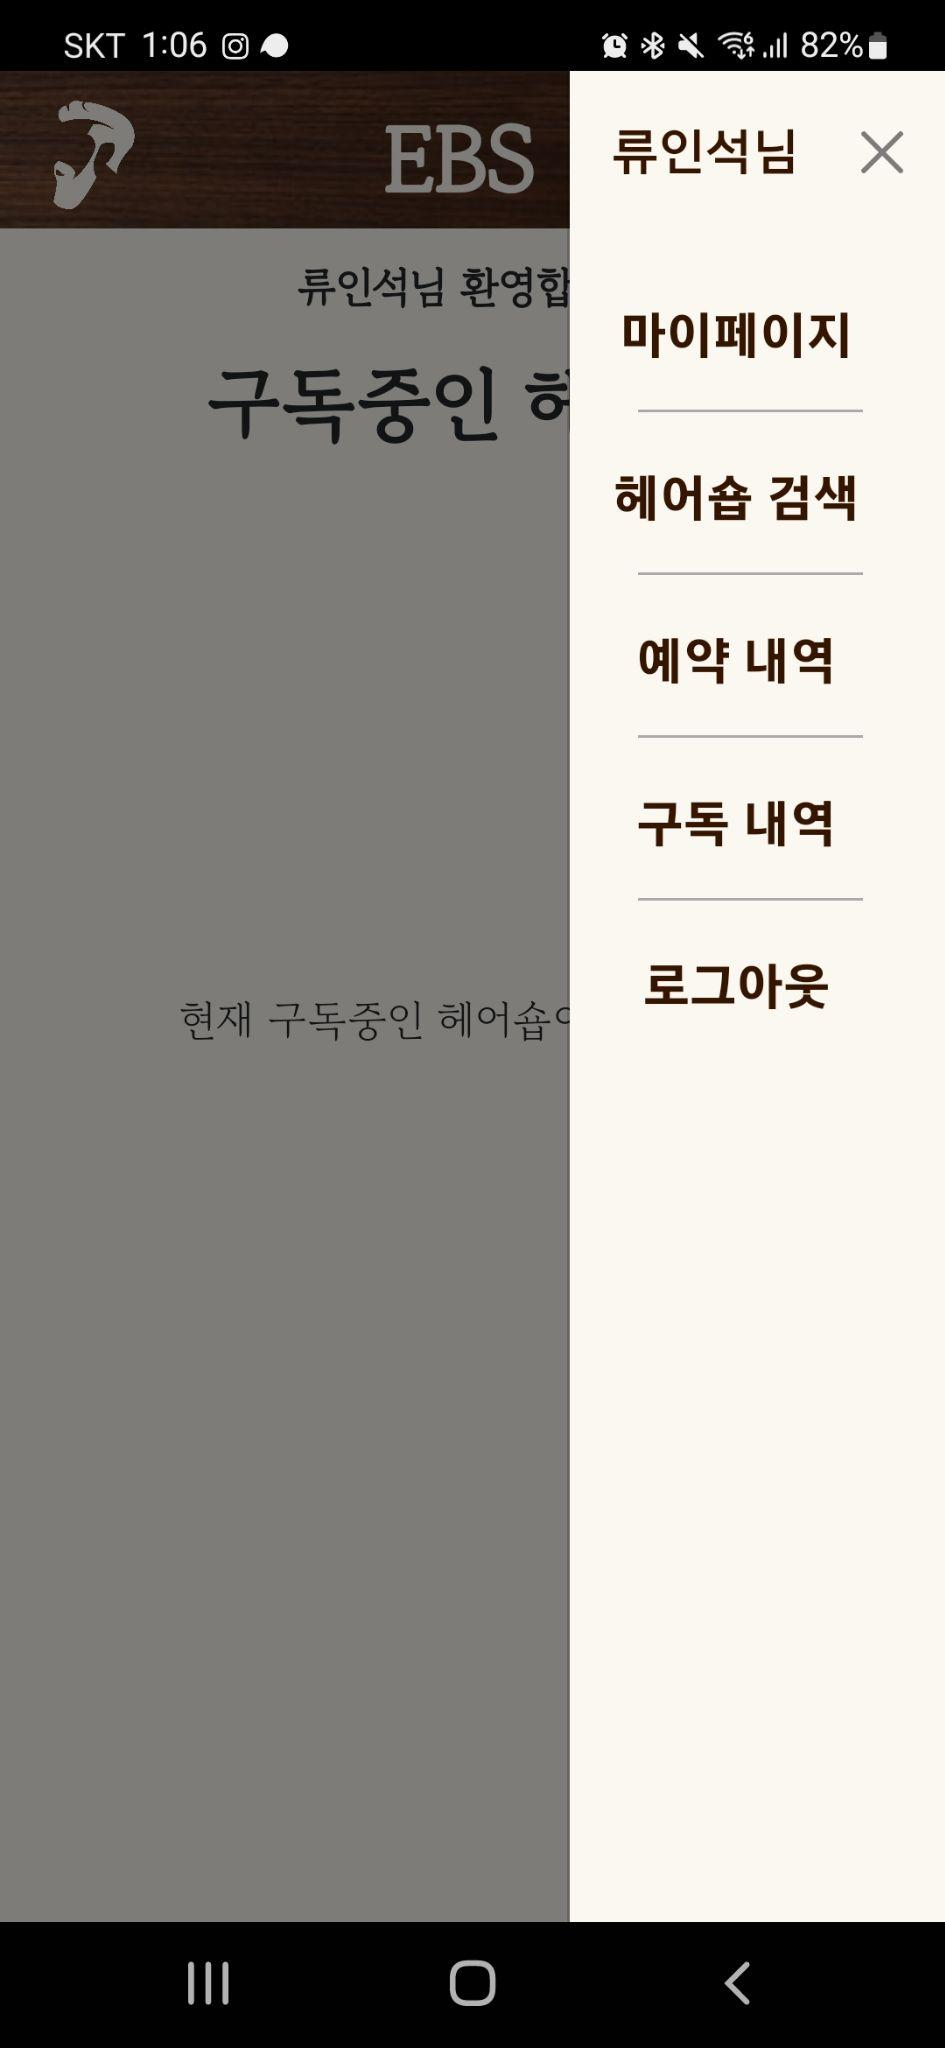 SKT 1:06 82%
EBS
류인석님
류인석님 환영합
구독중인 헤
현재 구독중인 헤어숍이
마이페이지
헤어숍 검색
예약 내역
구독 내역
로그아웃